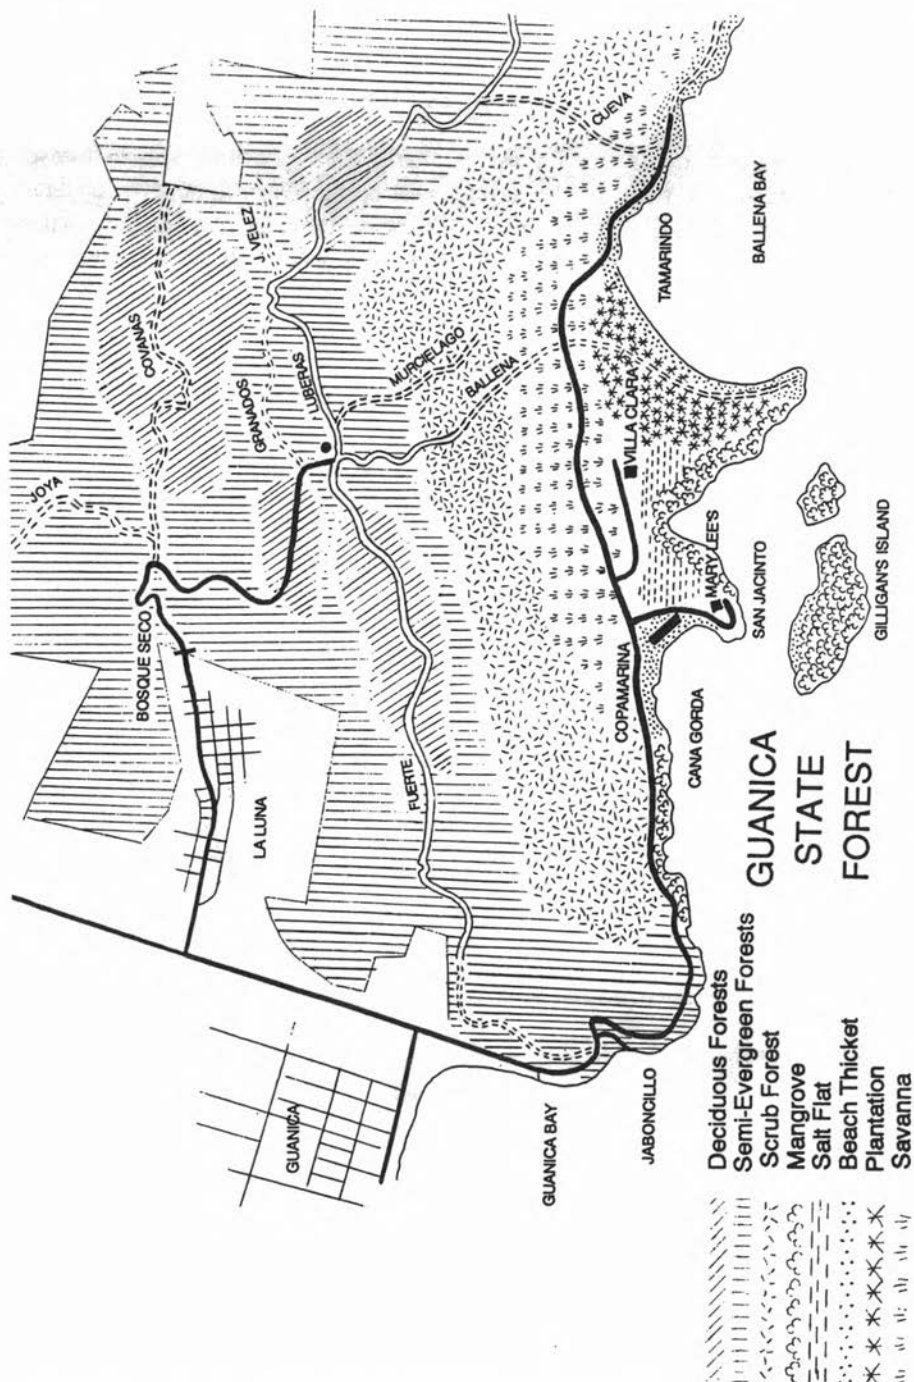 JOYA
COVANAS
J. VELEZ
GRANADOS
LUBERAS
MURCIELAGO
BALLENA
CUEVA
BOSQUE SECO
LA LUNA
FUERTE
GUANICA
VILLA CLARA
TAMARINDO
BALLENA BAY
COPAMARINA
MARY LEES
SAN JACINTO
CANA GORDA
GILLIGAN'S ISLAND
GUANICA BAY
JABONCILLO
GUANICA
STATE
FOREST
Deciduous Forests
Semi-Evergreen Forests
Scrub Forest
Mangrove
Salt Flat
Beach Thicket
Plantation
Savanna